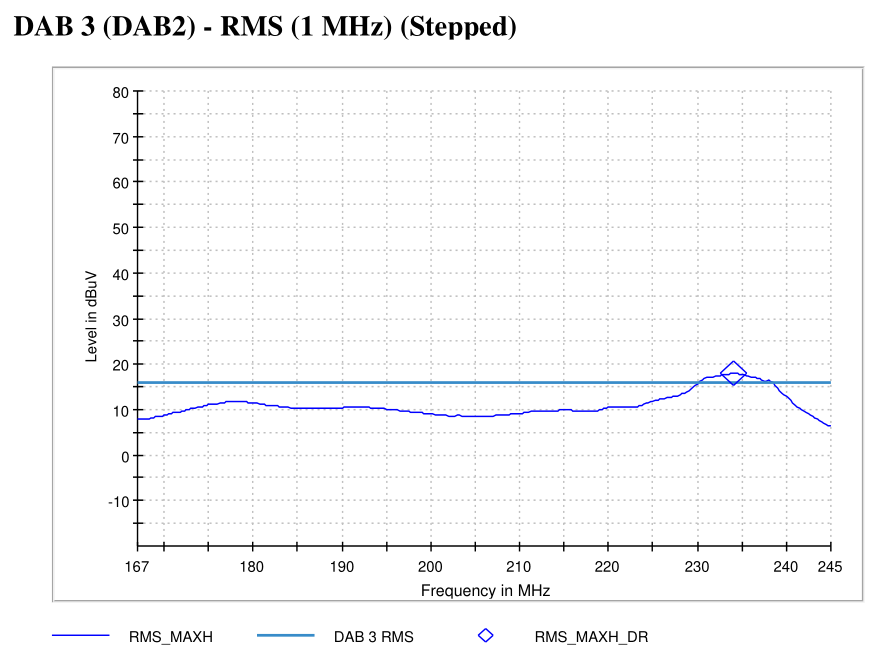 DAB 3 (DAB2) - RMS (1 MHz) (Stepped)
80
70
60
50
40
30
20
10
0
-10
Level in dBuV
167 180 190 200 210 220 230 240 245
Frequency in MHz
RMS_MAXH DAB 3 RMS RMS_MAXH_DR